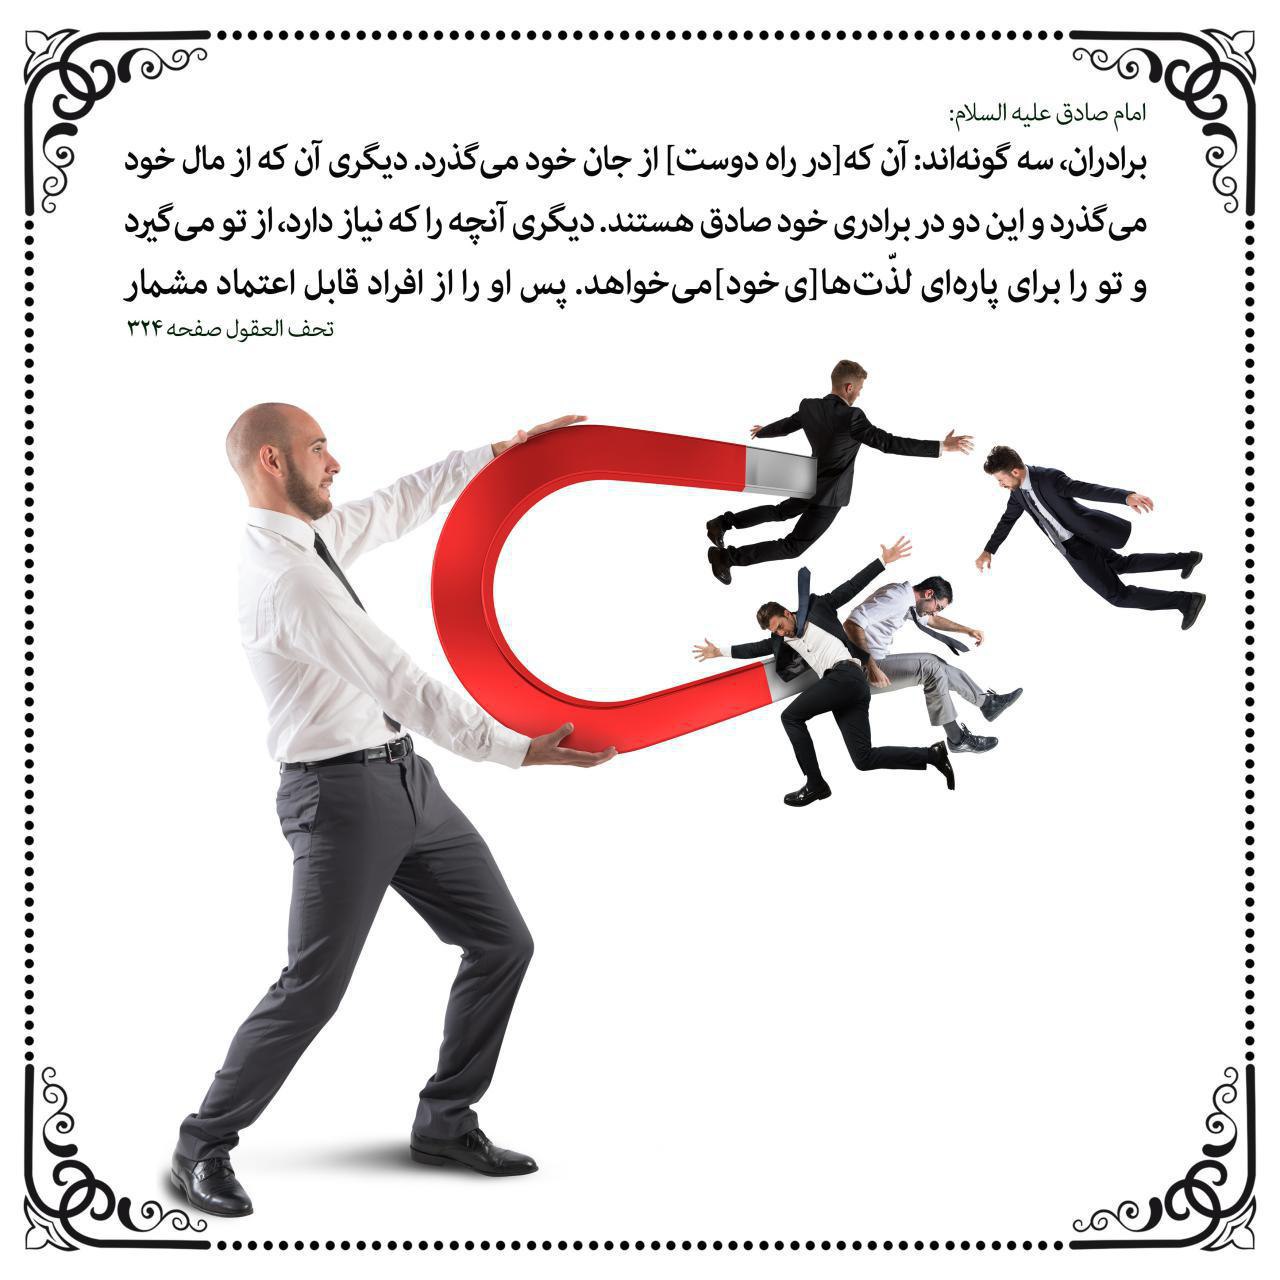 امام صادق علیه السلام:
برادران، سه گونه‌اند: آن که[در راه دوست] از جان خود می‌گذرد. دیگری آن که از مال خود
می‌گذرد و این دو در برادری خود صادق هستند. دیگری آنچه را که نیاز دارد، از تو می‌گیرد
و تو را برای پاره‌ای لذّت‌ها[ی خود]می‌خواهد. پس او را از افراد قابل اعتماد مشمار
تحف العقول صفحه ۳۲۴